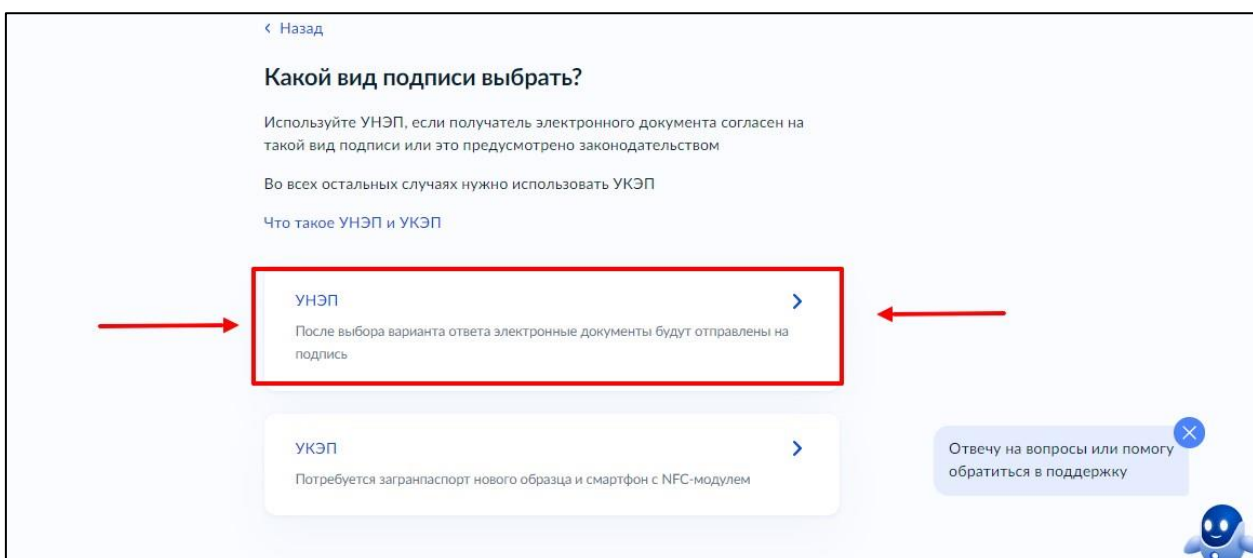 Назад
Какой вид подписи выбрать?
Используйте УНЭП, если получатель электронного документа согласен на
такой вид подписи или это предусмотрено законодательством
Во всех остальных случаях нужно использовать УКЭП
Что такое УНЭП и УКЭП
УНЭП
После выбора варианта ответа электронные документы будут отправлены на
подпись
УКЭП
Потребуется загранпаспорт нового образца и смартфон с NFC-модулем
Отвечу на вопросы или помогу
обратиться в поддержку